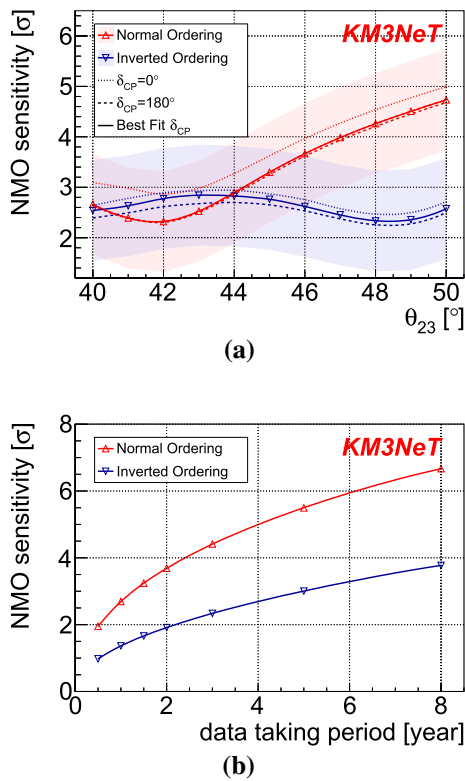 KM3NeT
NMO sensitivity [σ]
Normal Ordering
Inverted Ordering
δCP=0°
δCP=180°
Best Fit δCP
6
5
4
3
2
40 42 44 46 48 50
θ23 [°]
(a)
KM3NeT
NMO sensitivity [σ]
Normal Ordering
Inverted Ordering
8
6
4
2
0
0 2 4 6 8
data taking period [year]
(b)